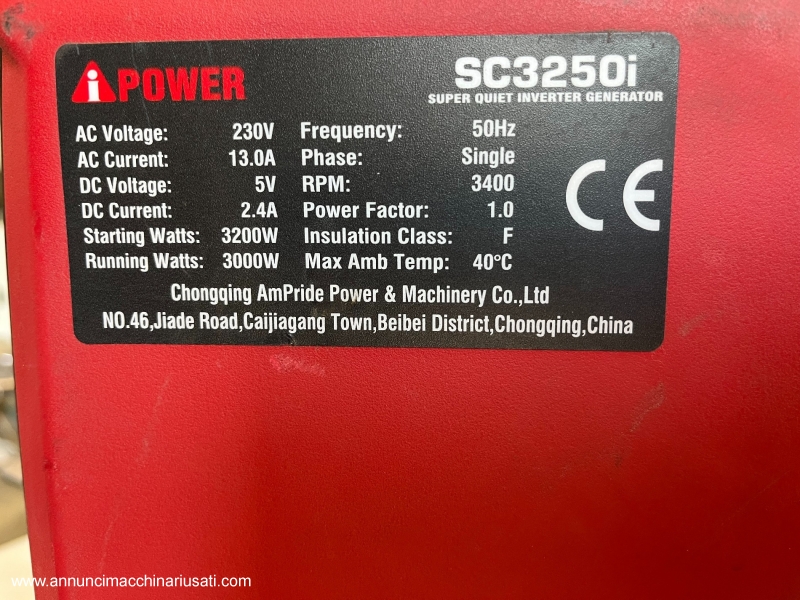 iPOWER
SC3250i
SUPER QUIET INVERTER GENERATOR
AC Voltage: 230V Frequency: 50Hz
AC Current: 13.0A Phase: Single
DC Voltage: 5V RPM: 3400
DC Current: 2.4A Power Factor: 1.0
Starting Watts: 3200W Insulation Class: F
Running Watts: 3000W Max Amb Temp: 40°C
CE
Chongqing AmPride Power & Machinery Co.,Ltd
NO.46,Jiade Road,Caijiagang Town,Beibei District,Chongqing,China
www.annuncimacchinariusati.com